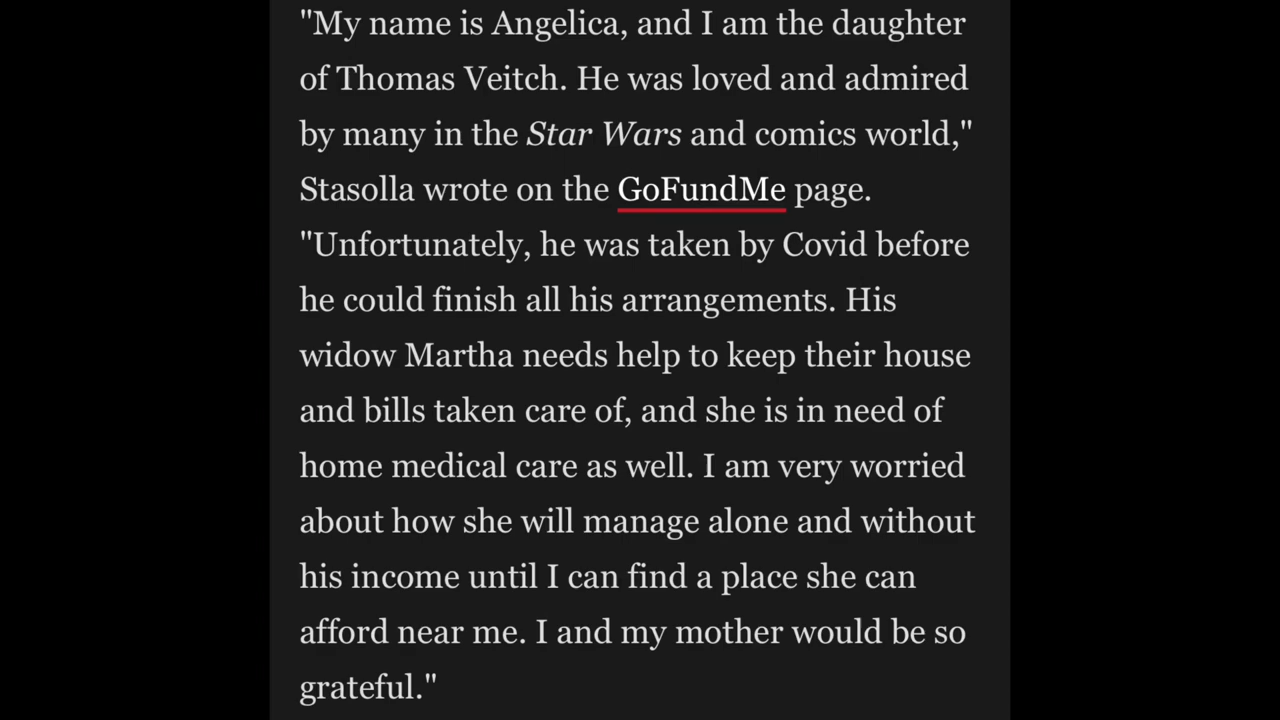 "My name is Angelica, and I am the daughter
of Thomas Veitch. He was loved and admired
by many in the Star Wars and comics world,"
Stasolla wrote on the GoFundMe page.
"Unfortunately, he was taken by Covid before
he could finish all his arrangements. His
widow Martha needs help to keep their house
and bills taken care of, and she is in need of
home medical care as well. I am very worried
about how she will manage alone and without
his income until I can find a place she can
afford near me. I and my mother would be so
grateful."